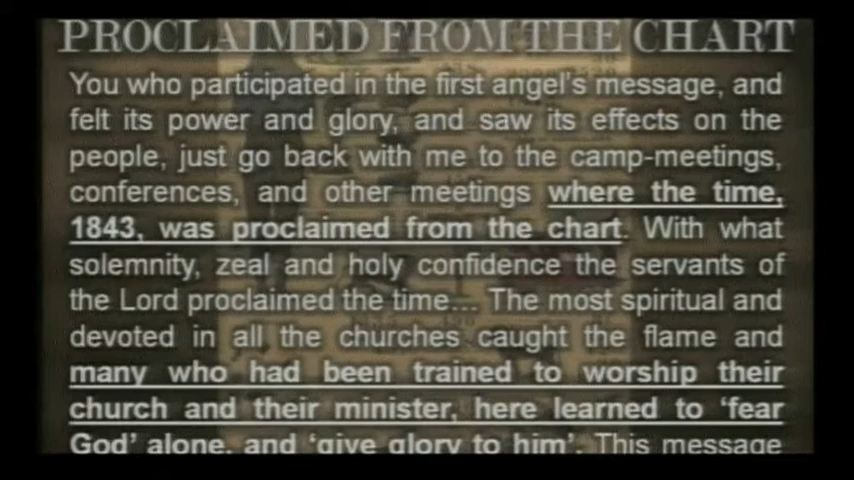 PROCLAIMED FROM THE CHART
You who participated in the first angel's message, and
felt its power and glory, and saw its effects on the
people, just go back with me to the camp-meetings,
conferences, and other meetings where the time,
1843, was proclaimed from the chart. With what
solemnity, zeal and holy confidence the servants of
the Lord proclaimed the time... The most spiritual and
devoted in all the churches caught the flame and
many who had been trained to worship their
church and their minister, here learned to ‘fear
God’ alone, and ‘give glory to him’. This message